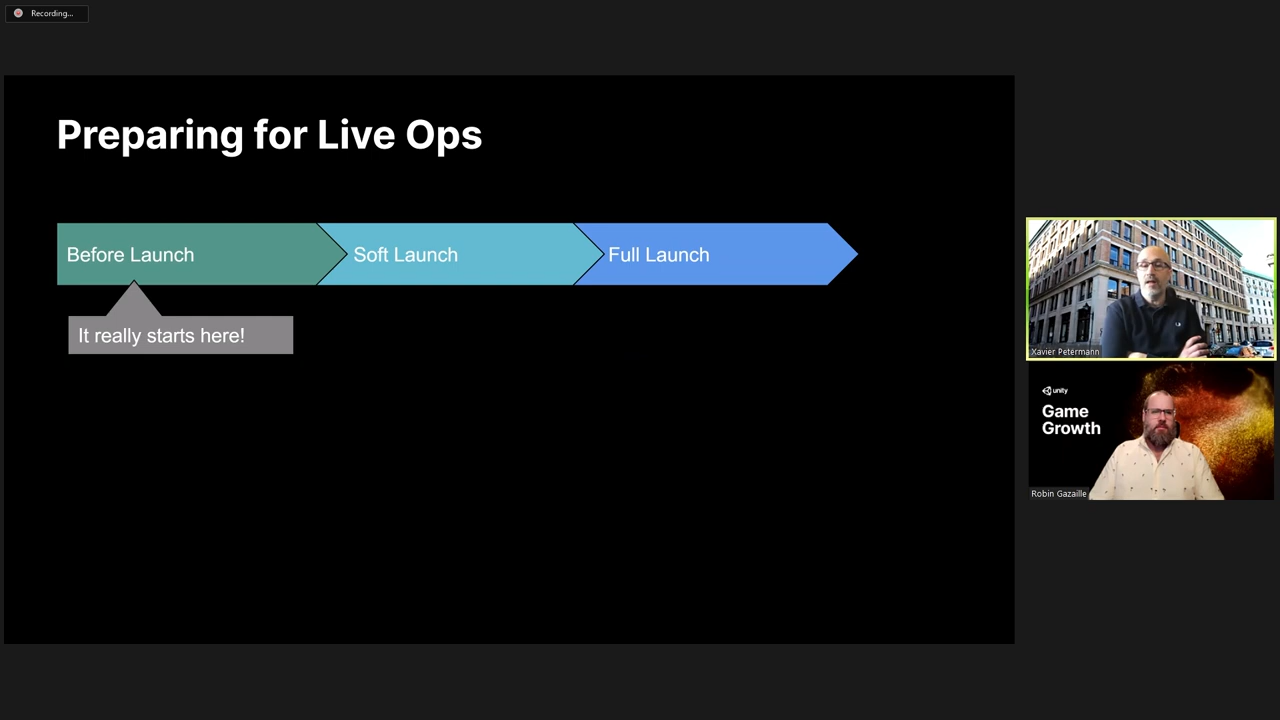 Recording...
Preparing for Live Ops
Before Launch
Soft Launch
Full Launch
It really starts here!
Xavier Petermann
unity
Game
Growth
Robin Gazaille